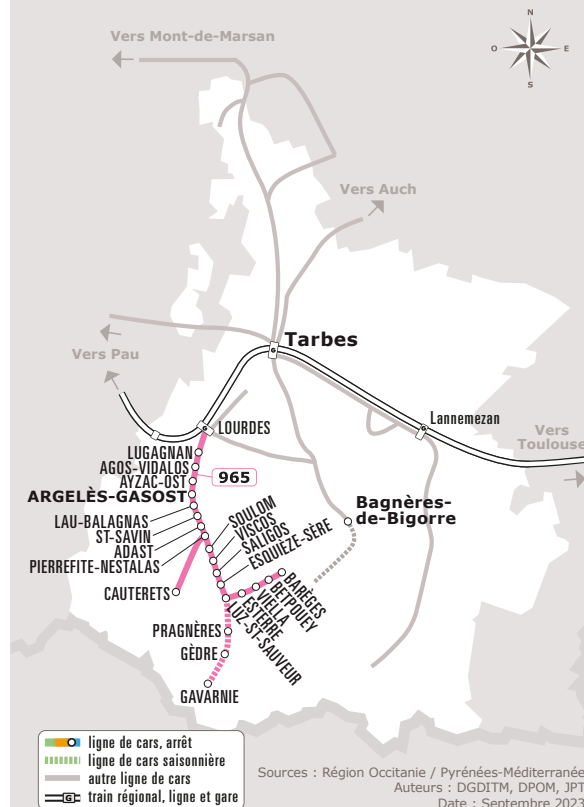 N
O
E
S
Vers Mont-de-Marsan
Vers Auch
Tarbes
G
Vers Pau
G
LOURDES
G
Lannemezan
Vers
Toulouse
LUGAGNAN
AGOS-VIDALOS
AYZAC-OST
965
ARGELÈS-GASOST
Bagnères-
de-Bigorre
LAU-BALAGNAS
ST-SAVIN
ADAST
PIERREFITE-NESTALAS
SOULOM
VISCOS
SALIGOS
ESQUIÈZE-SÈRE
CAUTERETS
BARÈGES
BETPOUEY
VIELLA
ESTERRE
LUZ-ST-SAUVEUR
PRAGNÈRES
GÈDRE
GAVARNIE
ligne de cars, arrêt
ligne de cars saisonnière
autre ligne de cars
G
train régional, ligne et gare
Sources : Région Occitanie / Pyrénées-Méditerranée
Auteurs : DGDITM, DPOM, JPT
Date : Septembre 2023